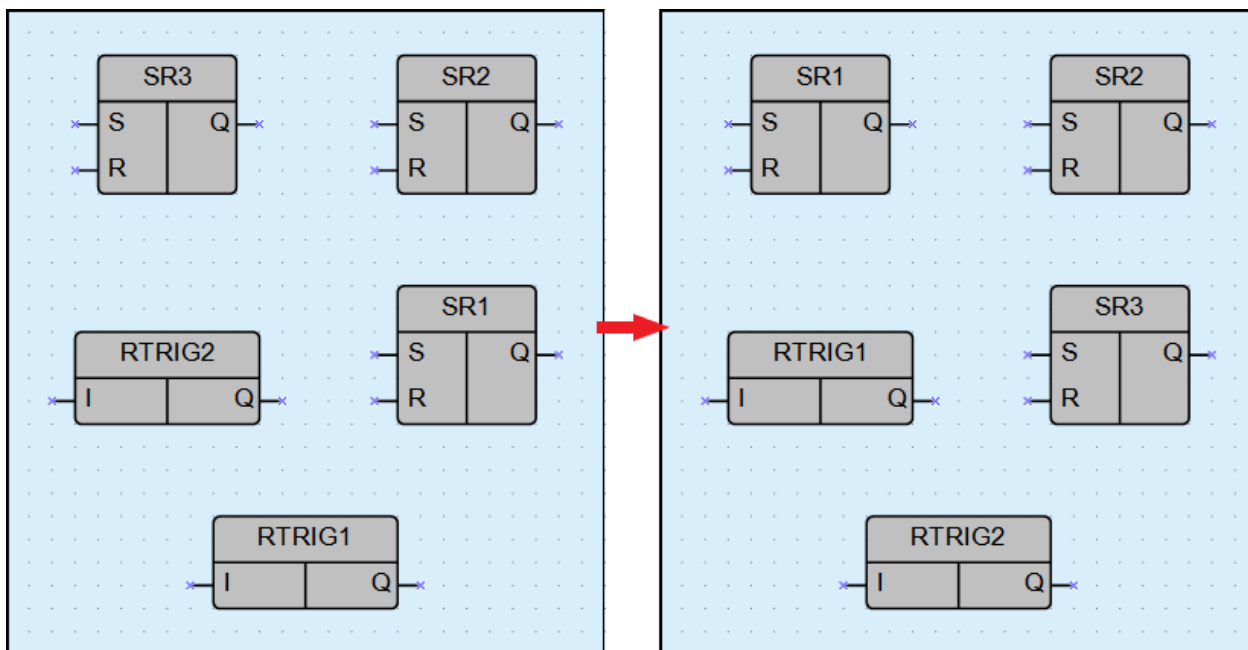 SR3
S Q
R
SR2
S Q
R
SR1
S Q
R
RTRIG2
I Q
RTRIG1
I Q
SR1
S Q
R
SR2
S Q
R
SR3
S Q
R
RTRIG1
I Q
RTRIG2
I Q